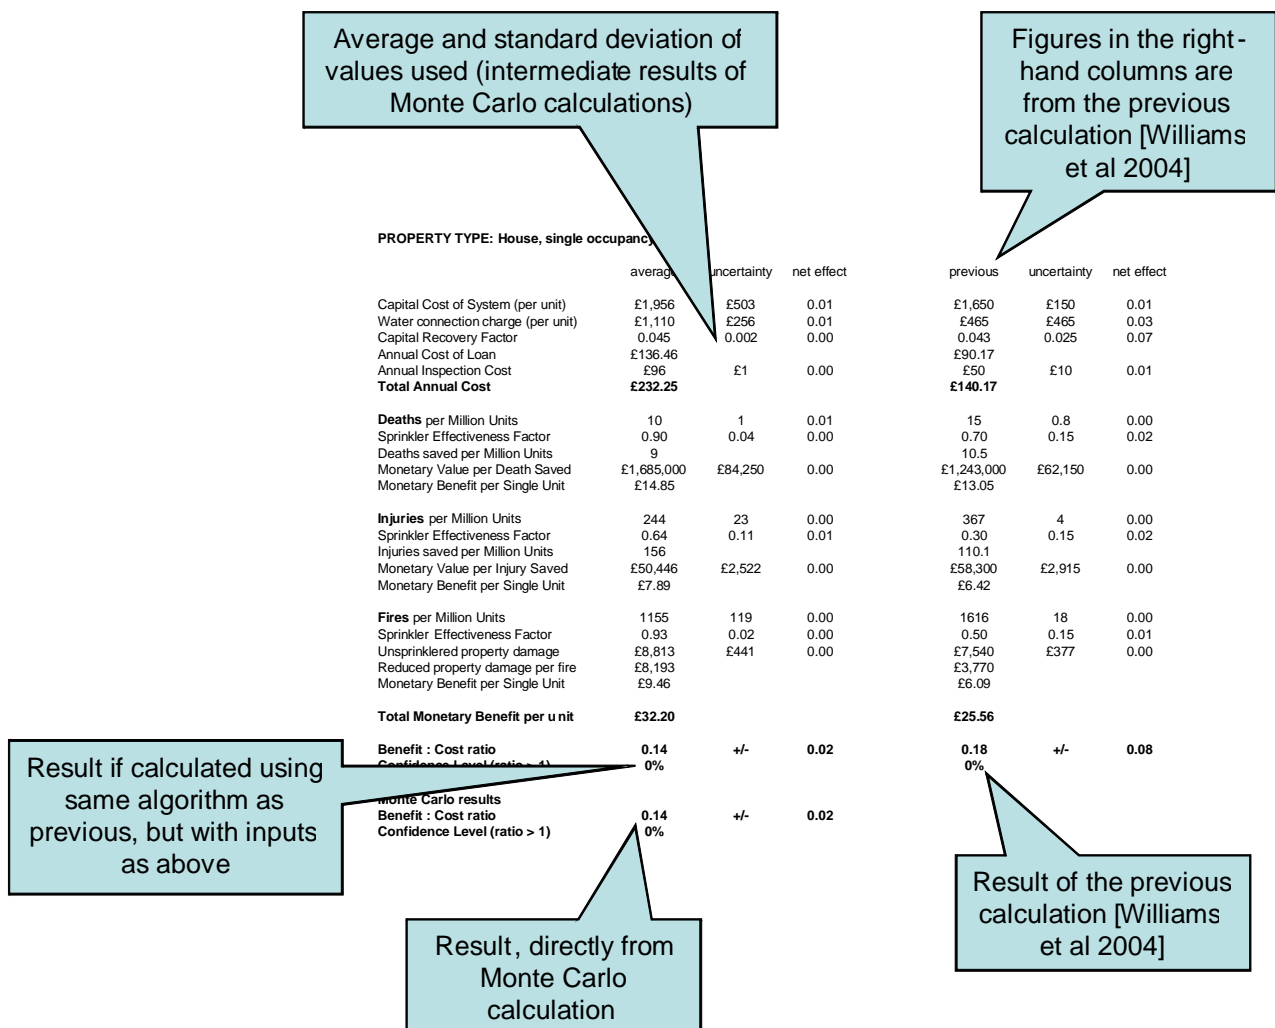 Average and standard deviation of
values used (intermediate results of
Monte Carlo calculations)
Figures in the right-
hand columns are
from the previous
calculation [Williams
et al 2004]
PROPERTY TYPE: House, single occupancy
average uncertainty net effect previous uncertainty net effect
Capital Cost of System (per unit) £1,956 £503 0.01 £1,650 £150 0.01
Water connection charge (per unit) £1,110 £256 0.01 £465 £465 0.03
Capital Recovery Factor 0.045 0.002 0.00 0.043 0.025 0.07
Annual Cost of Loan £136.46 £90.17
Annual Inspection Cost £96 £1 0.00 £50 £10 0.01
Total Annual Cost £232.25 £140.17
Deaths per Million Units 10 1 0.01 15 0.8 0.00
Sprinkler Effectiveness Factor 0.90 0.04 0.00 0.70 0.15 0.02
Deaths saved per Million Units 9 10.5
Monetary Value per Death Saved £1,685,000 £84,250 0.00 £1,243,000 £62,150 0.00
Monetary Benefit per Single Unit £14.85 £13.05
Injuries per Million Units 244 23 0.00 367 4 0.00
Sprinkler Effectiveness Factor 0.64 0.11 0.01 0.30 0.15 0.02
Injuries saved per Million Units 156 110.1
Monetary Value per Injury Saved £50,446 £2,522 0.00 £58,300 £2,915 0.00
Monetary Benefit per Single Unit £7.89 £6.42
Fires per Million Units 1155 119 0.00 1616 18 0.00
Sprinkler Effectiveness Factor 0.93 0.02 0.00 0.50 0.15 0.01
Unsprinklered property damage £8,813 £441 0.00 £7,540 £377 0.00
Reduced property damage per fire £8,193 £3,770
Monetary Benefit per Single Unit £9.46 £6.09
Total Monetary Benefit per unit £32.20 £25.56
Benefit : Cost ratio 0.14 +/- 0.02 0.18 +/- 0.08
Confidence Level (ratio > 1) 0% 0%
Monte Carlo results
Benefit : Cost ratio 0.14 +/- 0.02
Confidence Level (ratio > 1) 0%
Result if calculated using
same algorithm as
previous, but with inputs
as above
Result, directly from
Monte Carlo
calculation
Result of the previous
calculation [Williams
et al 2004]